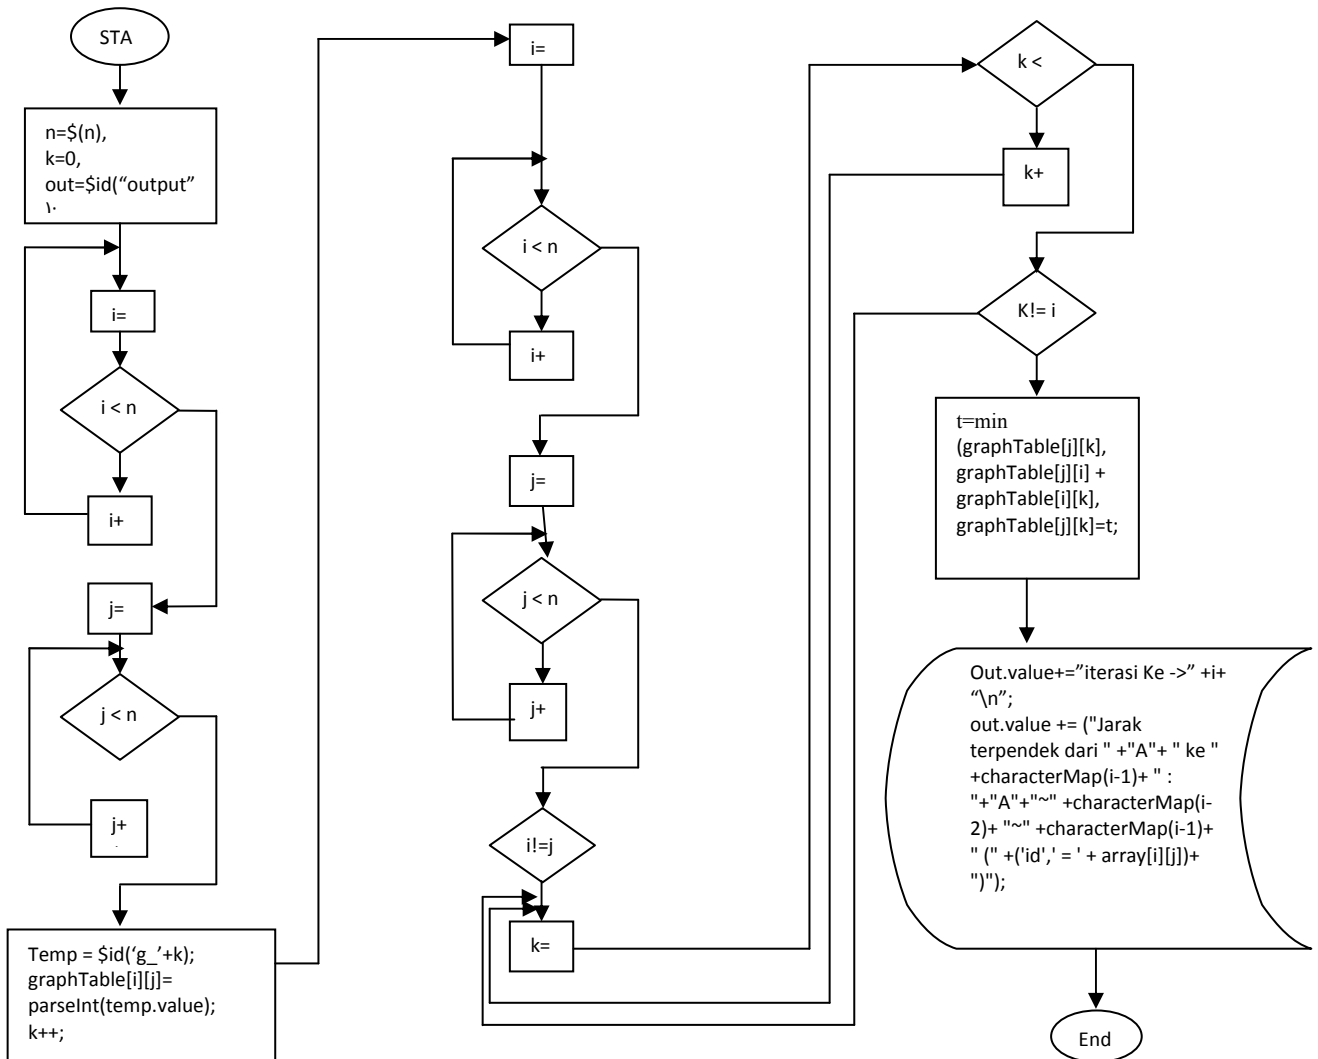 STA
n=$(n),
k=0,
out=$id(“output”
);
i=
i < n
i+
j=
j < n
j+
Temp = $id(‘g_’+k);
graphTable[i][j]=
parseInt(temp.value);
k++;
i=
i < n
i+
j=
j < n
j+
i!=j
k=
k <
k+
K!= i
t=min
(graphTable[j][k],
graphTable[j][i] +
graphTable[i][k],
graphTable[j][k]=t;
Out.value+=”iterasi Ke ->” +i+
“\n”;
out.value += ("Jarak
terpendek dari " +"A"+ " ke "
+characterMap(i-1)+ " :
"+"A"+"~" +characterMap(i-
2)+ "~" +characterMap(i-1)+
" (" +('id',' = ' + array[i][j])+
")");
End